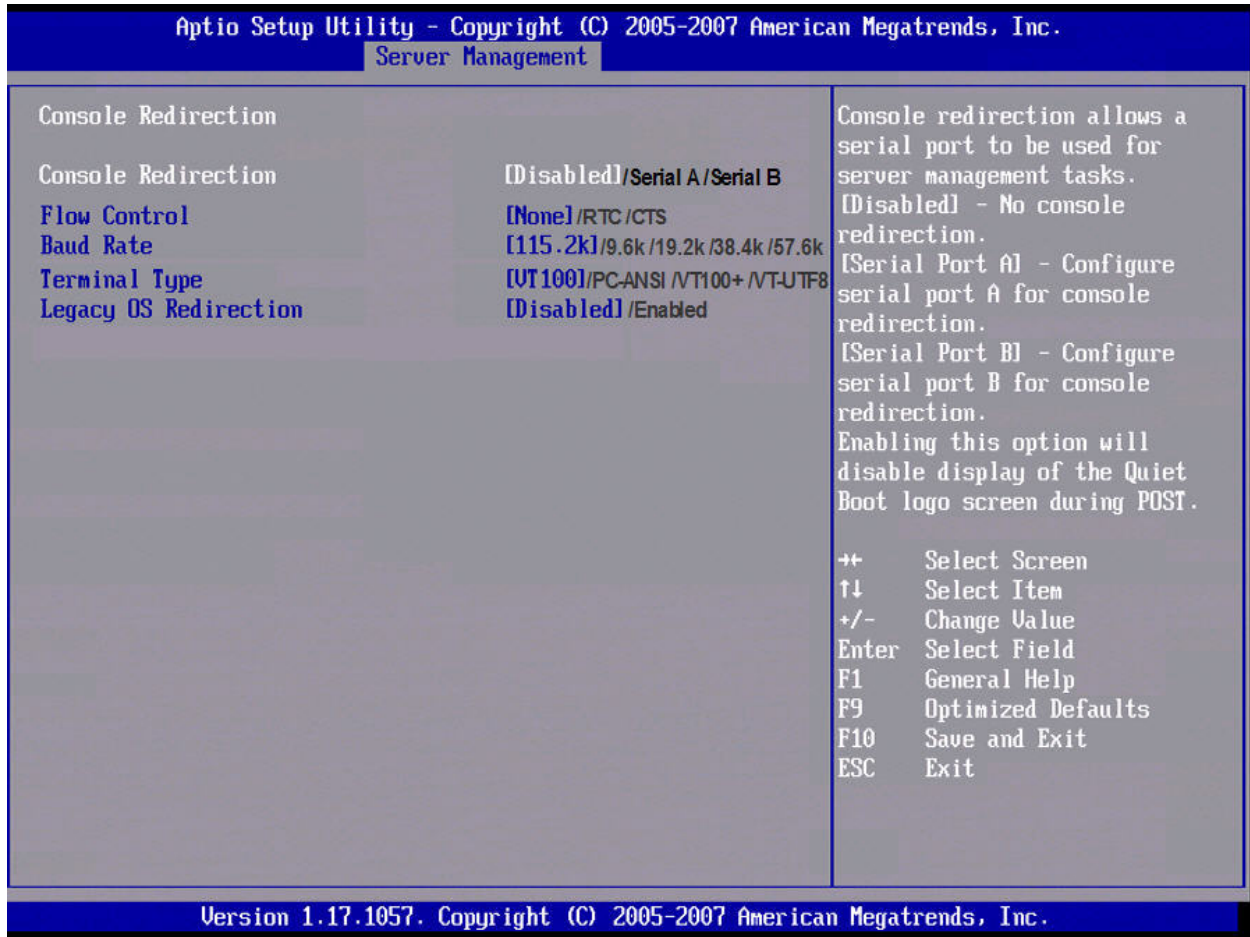 Aptio Setup Utility - Copyright (C) 2005-2007 American Megatrends, Inc.
Server Management
Console Redirection
Console Redirection [Disabled]/Serial A/Serial B
Flow Control [None]/RTC/CTS
Baud Rate [115.2k]/9.6k/19.2k/38.4k/57.6k
Terminal Type [VT100]/PC-ANSI/VT100+/VT-UTF8
Legacy OS Redirection [Disabled]/Enabled
Console redirection allows a
serial port to be used for
server management tasks.
[Disabled] - No console
redirection.
[Serial Port A] - Configure
serial port A for console
redirection.
[Serial Port B] - Configure
serial port B for console
redirection.
Enabling this option will
disable display of the Quiet
Boot logo screen during POST.
→← Select Screen
↑↓ Select Item
+/- Change Value
Enter Select Field
F1 General Help
F9 Optimized Defaults
F10 Save and Exit
ESC Exit
Version 1.17.1057. Copyright (C) 2005-2007 American Megatrends, Inc.